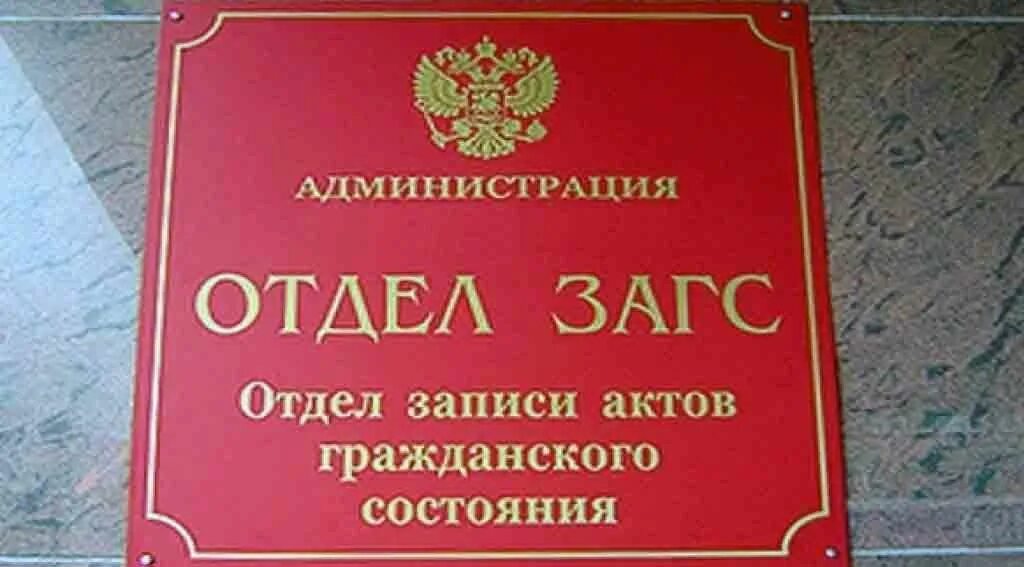 АДМИНИСТРАЦИЯ
ОТДЕЛ ЗАГС
Отдел записи актов
гражданского
состояния